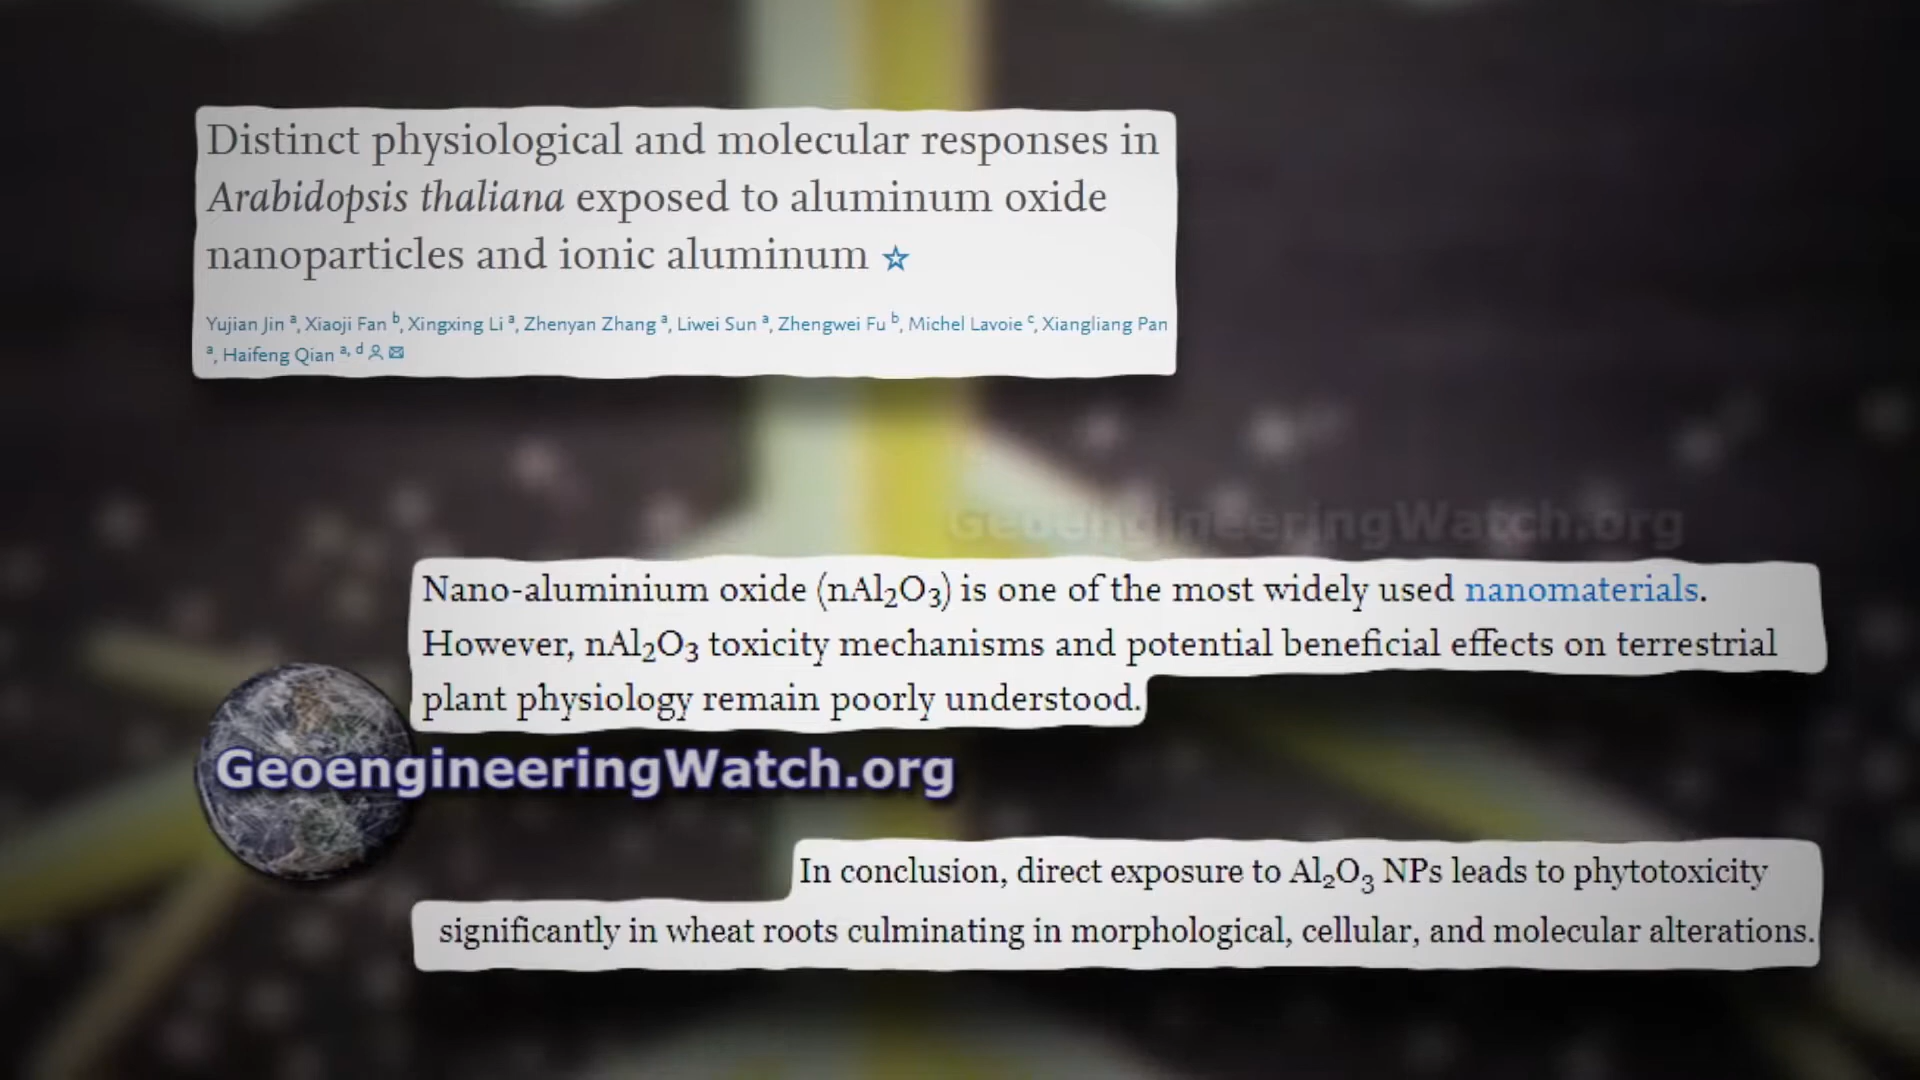 Distinct physiological and molecular responses in
Arabidopsis thaliana exposed to aluminum oxide
nanoparticles and ionic aluminum ☆
Yujian Jin ᵃ, Xiaoji Fan ᵇ, Xingxing Li ᵃ, Zhenyan Zhang ᵃ, Liwei Sun ᵃ, Zhengwei Fu ᵇ, Michel Lavoie ᶜ, Xiangliang Pan
ᵃ, Haifeng Qian ᵃ, ᵈ
GeoengineeringWatch.org
Nano-aluminium oxide (nAl₂O₃) is one of the most widely used nanomaterials.
However, nAl₂O₃ toxicity mechanisms and potential beneficial effects on terrestrial
plant physiology remain poorly understood.
GeoengineeringWatch.org
In conclusion, direct exposure to Al₂O₃ NPs leads to phytotoxicity
significantly in wheat roots culminating in morphological, cellular, and molecular alterations.